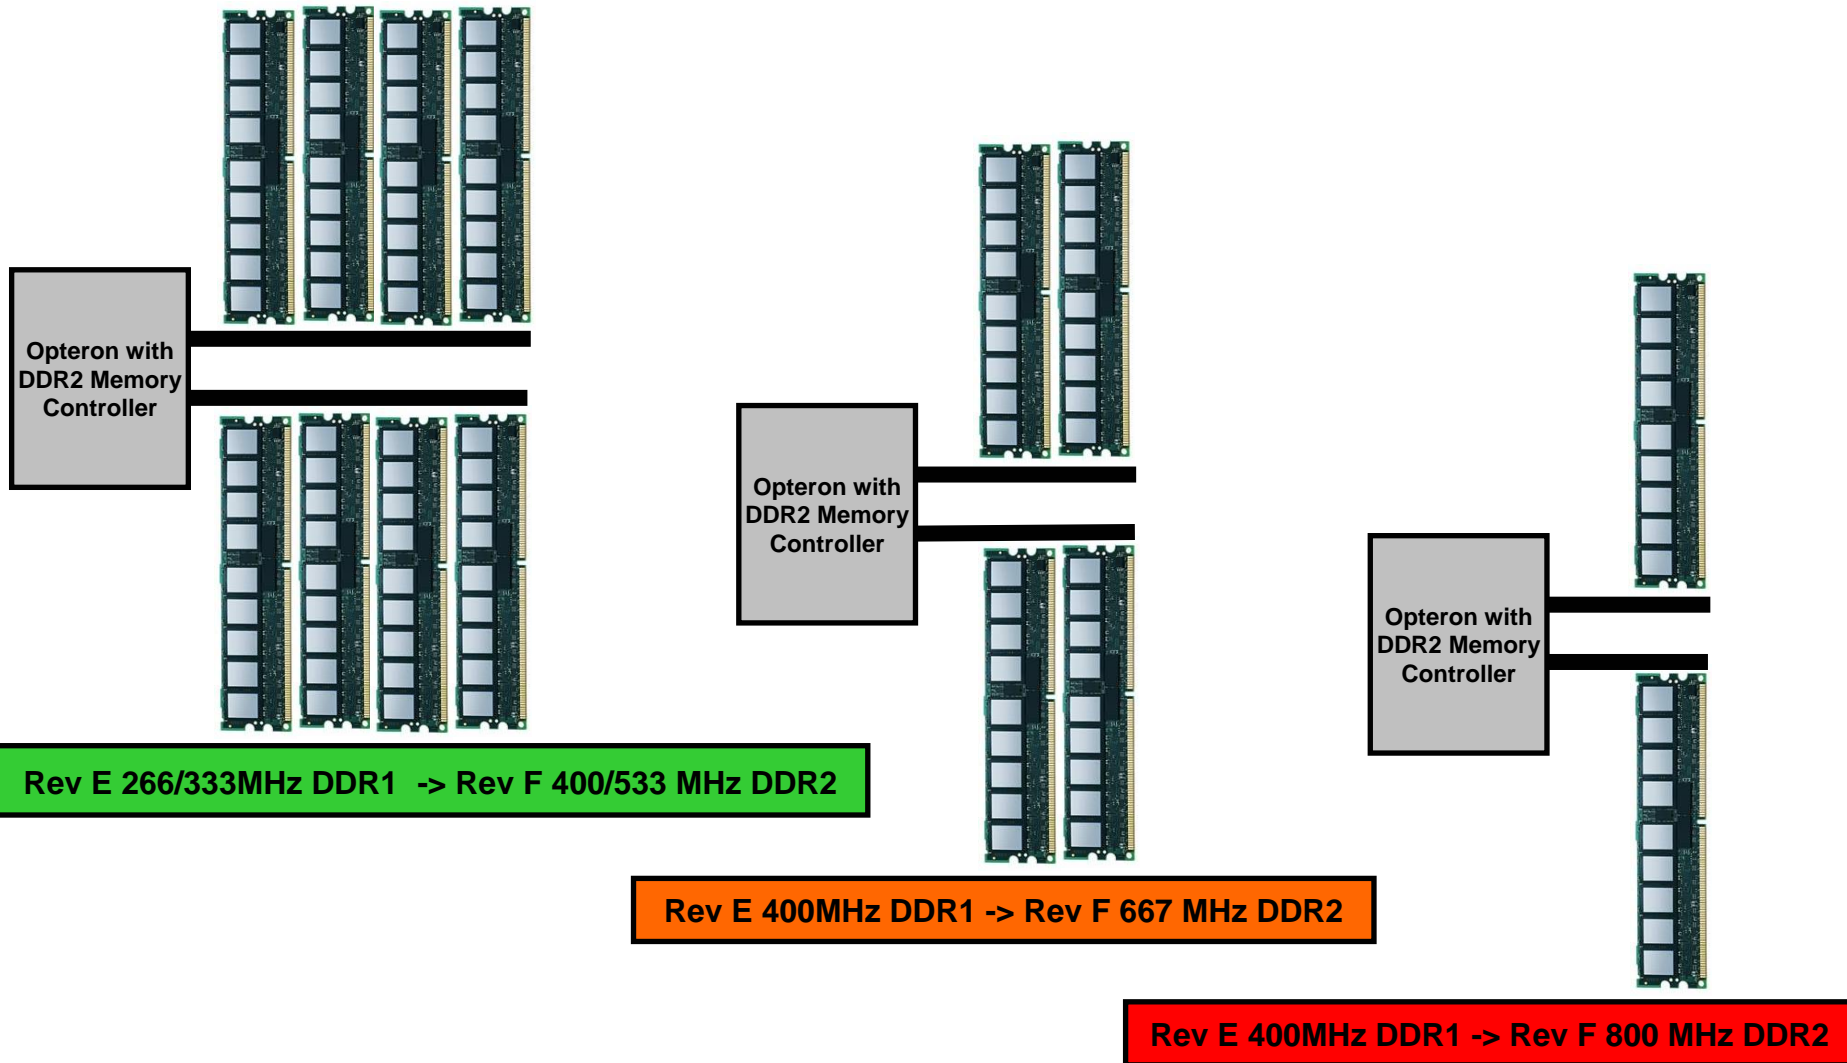 Opteron with
DDR2 Memory
Controller
Rev E 266/333MHz DDR1 -> Rev F 400/533 MHz DDR2
Opteron with
DDR2 Memory
Controller
Rev E 400MHz DDR1 -> Rev F 667 MHz DDR2
Opteron with
DDR2 Memory
Controller
Rev E 400MHz DDR1 -> Rev F 800 MHz DDR2